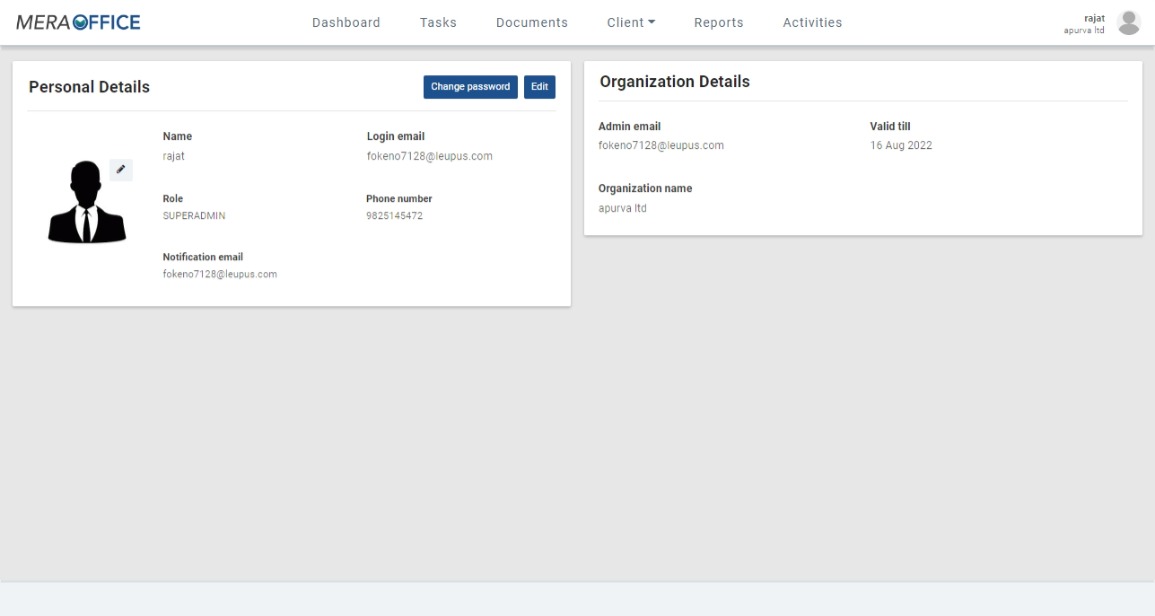 MERAOFFICE
Dashboard Tasks Documents Client Reports Activities
rajat
apurva ltd
Personal Details
Change password Edit
Name
rajat
Login email
fokeno7128@leupus.com
Role
SUPERADMIN
Phone number
9825145472
Notification email
fokeno7128@leupus.com
Organization Details
Admin email
fokeno7128@leupus.com
Valid till
16 Aug 2022
Organization name
apurva ltd